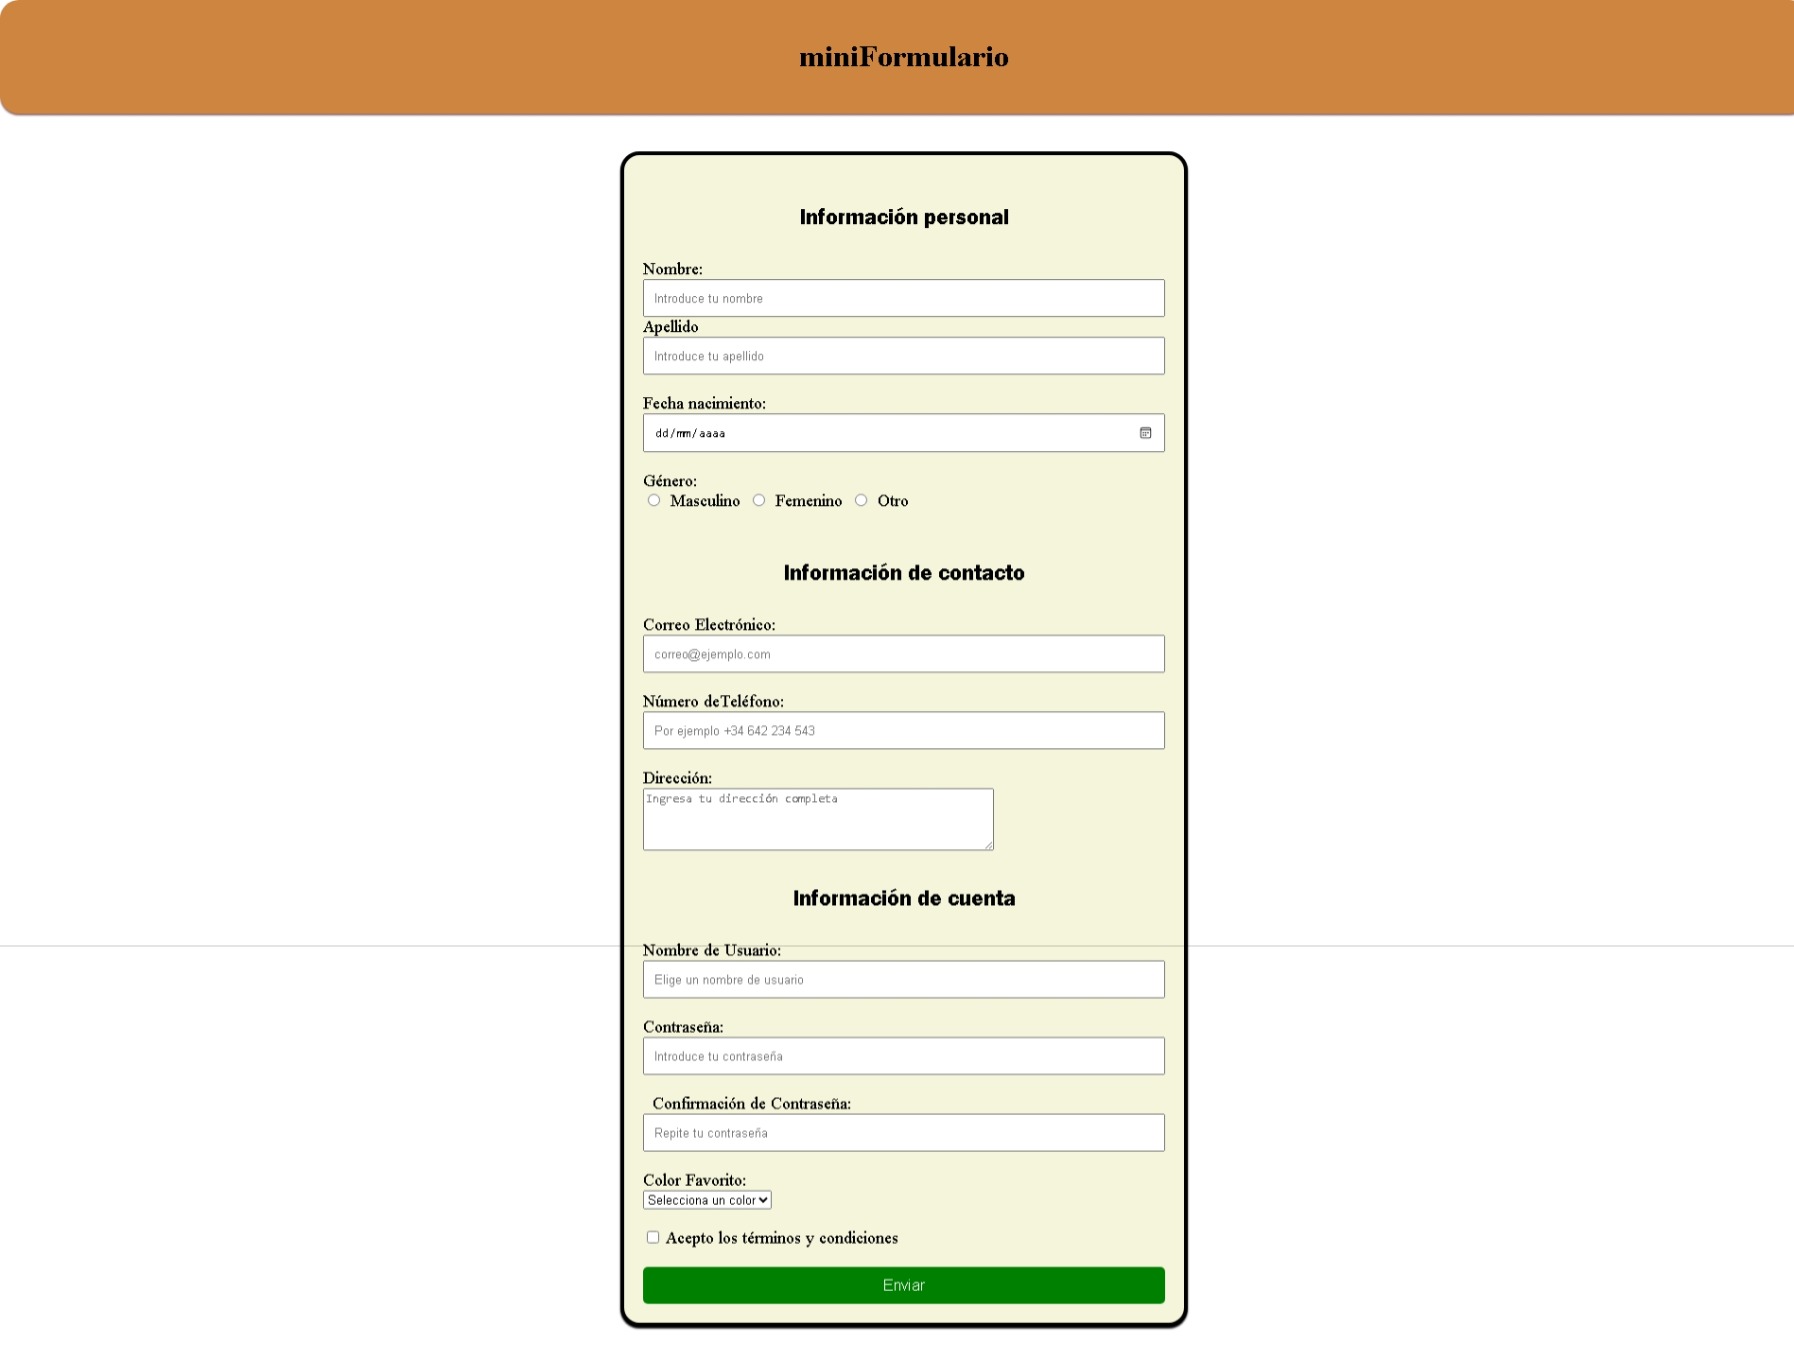 miniFormulario
Información personal
Nombre:
Introduce tu nombre
Apellido
Introduce tu apellido
Fecha nacimiento:
dd/mm/aaaa
Género:
Masculino Femenino Otro
Información de contacto
Correo Electrónico:
correo@ejemplo.com
Número deTeléfono:
Por ejemplo +34 642 234 543
Dirección:
Ingresa tu dirección completa
Información de cuenta
Nombre de Usuario:
Elige un nombre de usuario
Contraseña:
Introduce tu contraseña
Confirmación de Contraseña:
Repite tu contraseña
Color Favorito:
Selecciona un color
Acepto los términos y condiciones
Enviar